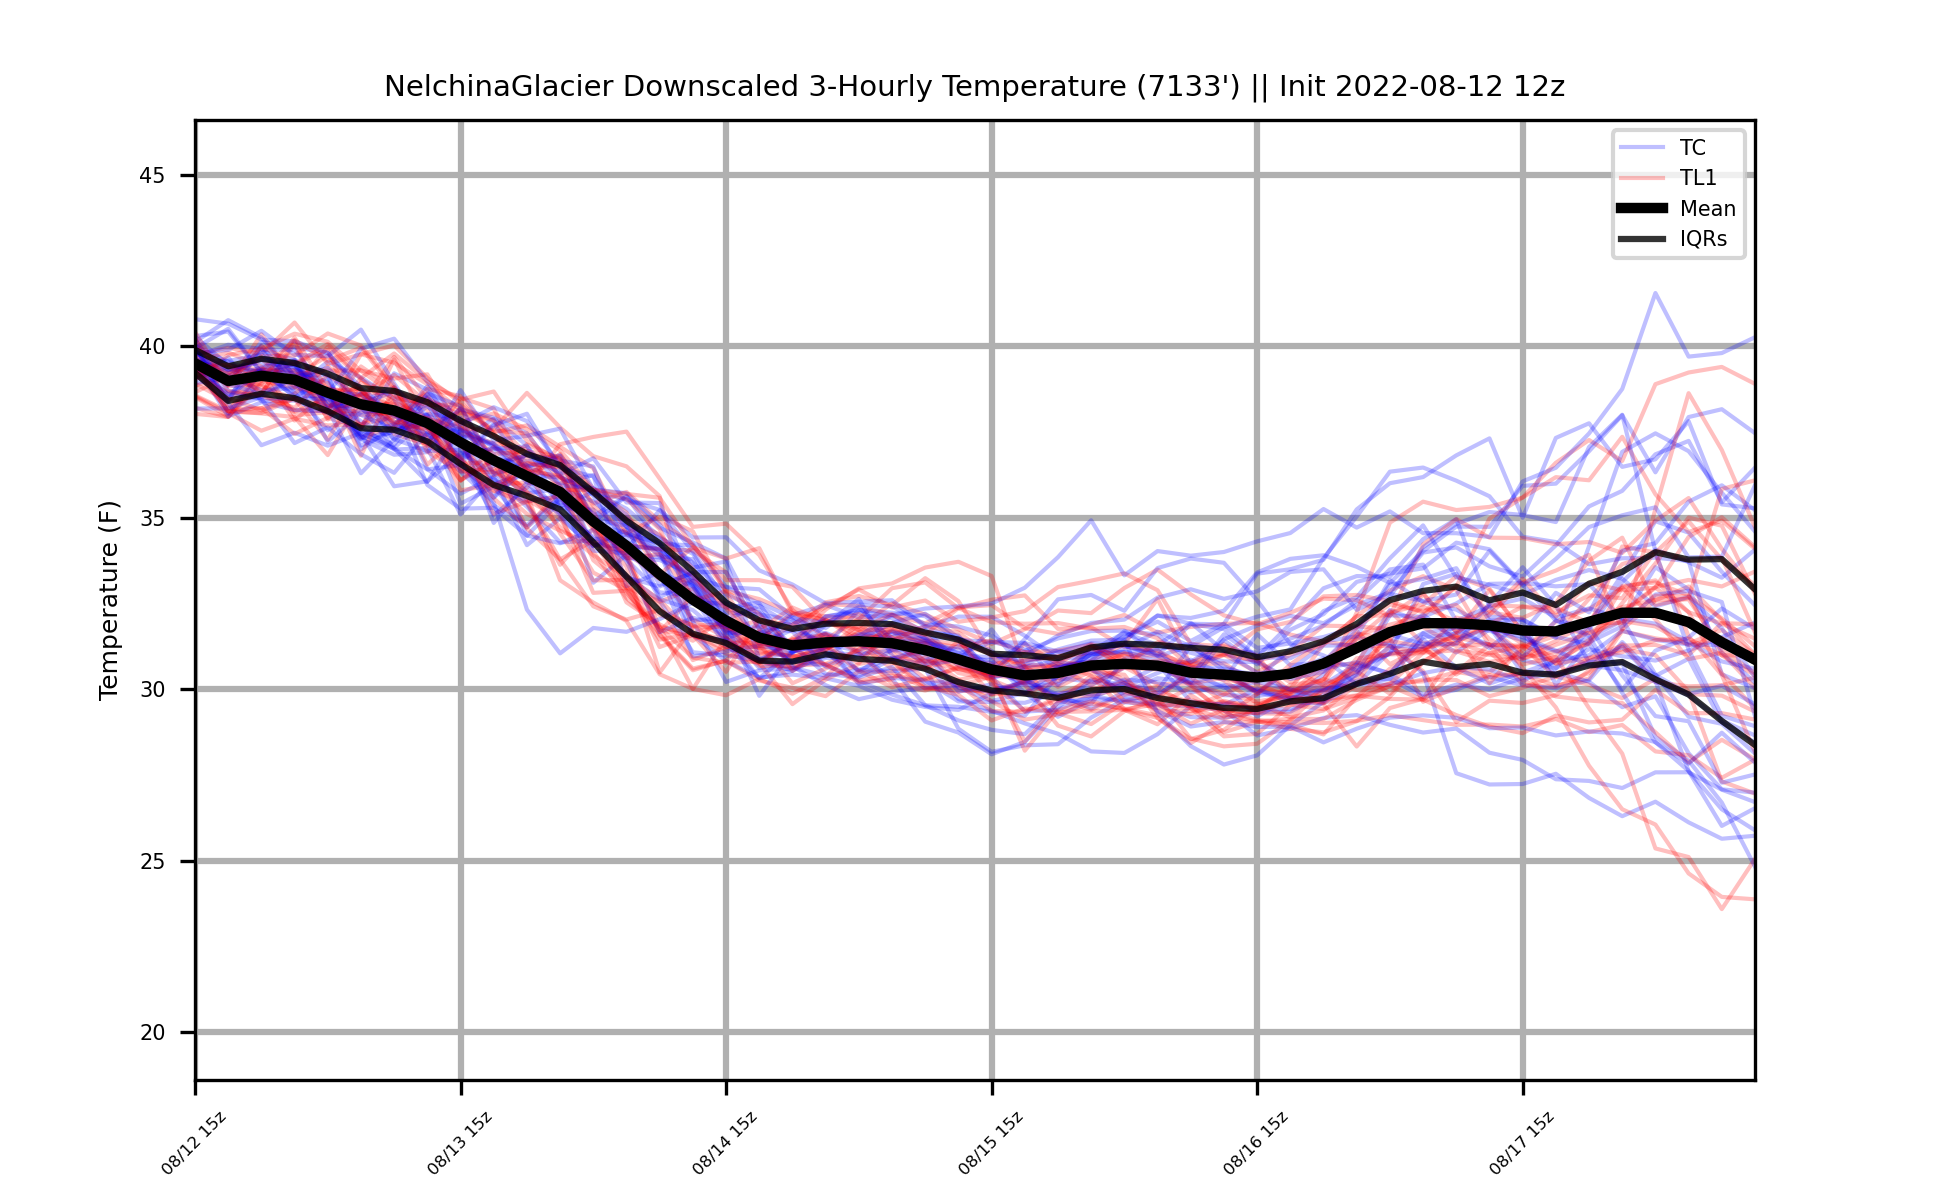 NelchinaGlacier Downscaled 3-Hourly Temperature (7133') || Init 2022-08-12 12z
TC
TL1
Mean
IQRs
Temperature (F)
45
40
35
30
25
20
08/12 15z
08/13 15z
08/14 15z
08/15 15z
08/16 15z
08/17 15z